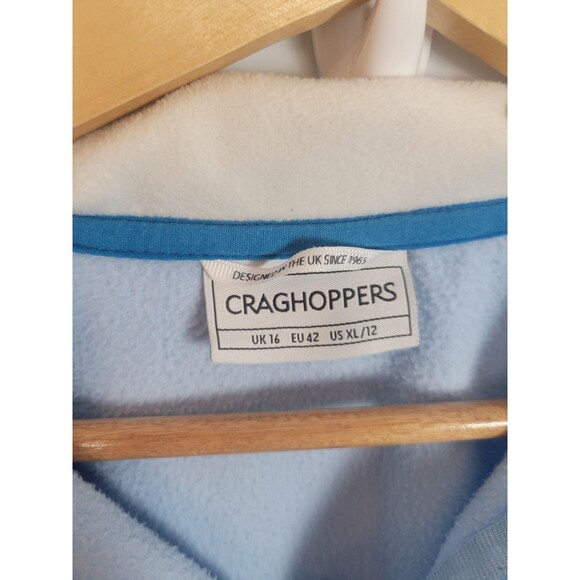 DESIGNED IN THE UK SINCE 1965
CRAGHOPPERS
UK 16 EU 42 US XL/12